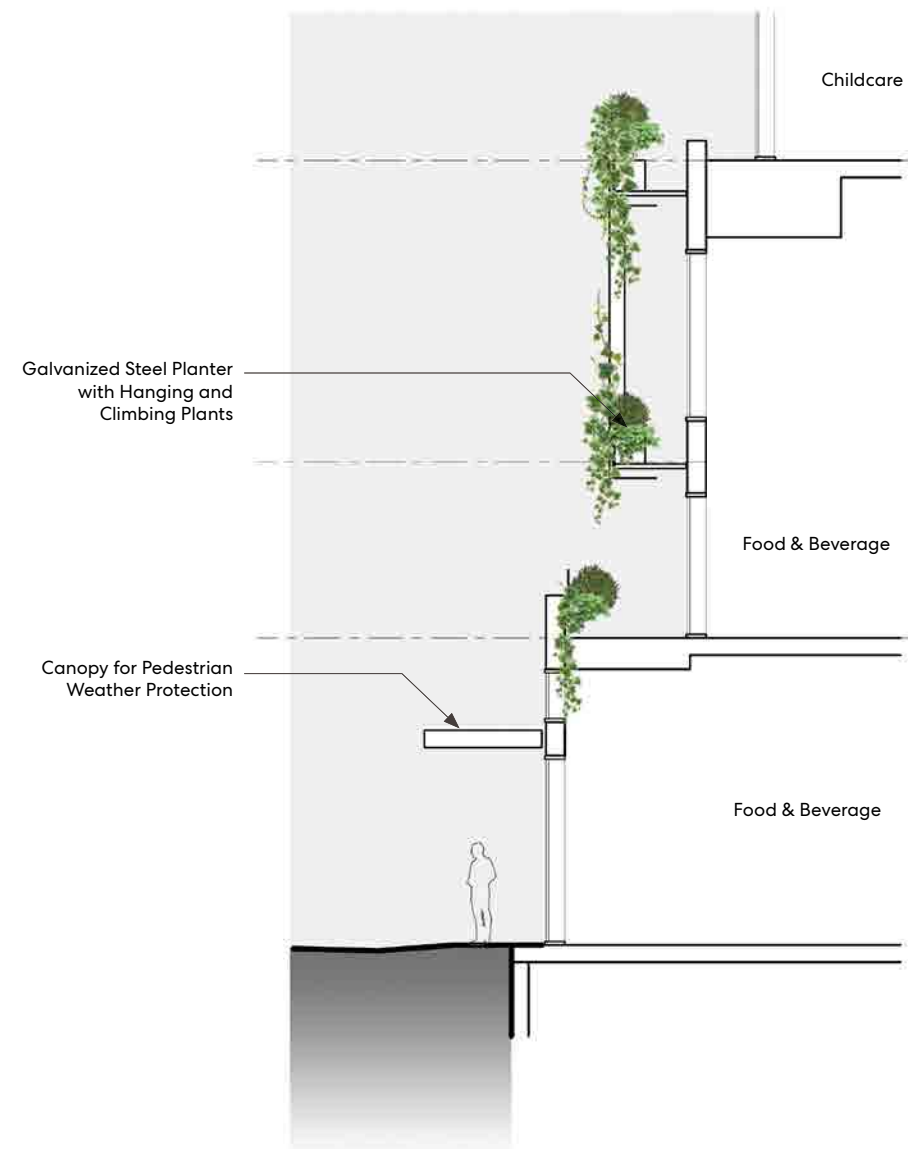 Childcare
Galvanized Steel Planter
with Hanging and
Climbing Plants
Food & Beverage
Canopy for Pedestrian
Weather Protection
Food & Beverage